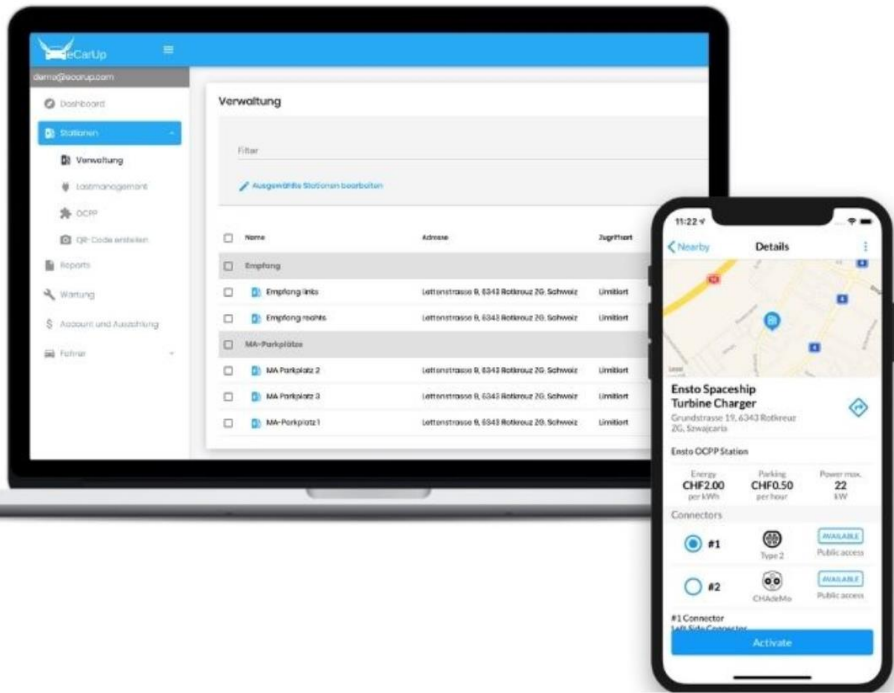 eCarUp
demo@ecarup.com
Dashboard
Stationen
Verwaltung
Lastmanagement
OCPP
QR-Code erstellen
Reports
Wartung
Account und Auszahlung
Fahrer
Verwaltung
Filter
Ausgewählte Stationen bearbeiten
Name Adresse Zugriffsart
Empfang
Empfang links Lettenstrasse 9, 6343 Rotkreuz ZG, Schweiz Limitiert
Empfang rechts Lettenstrasse 9, 6343 Rotkreuz ZG, Schweiz Limitiert
MA-Parkplätze
MA Parkplatz 2 Lettenstrasse 9, 6343 Rotkreuz ZG, Schweiz Limitiert
MA Parkplatz 3 Lettenstrasse 9, 6343 Rotkreuz ZG, Schweiz Limitiert
MA-Parkplatz 1 Lettenstrasse 9, 6343 Rotkreuz ZG, Schweiz Limitiert
11:22
Nearby Details
Legal
Ensto Spaceship
Turbine Charger
Grundstrasse 19, 6343 Rotkreuz
ZG, Szwajcaria
Ensto OCPP Station
Energy Parking Power max.
CHF2.00 CHF0.50 22
per kWh per hour kW
Connectors
#1 AVAILABLE
Type 2 Public access
#2 AVAILABLE
CHAdeMo Public access
#1 Connector
Left Side Connector
Activate